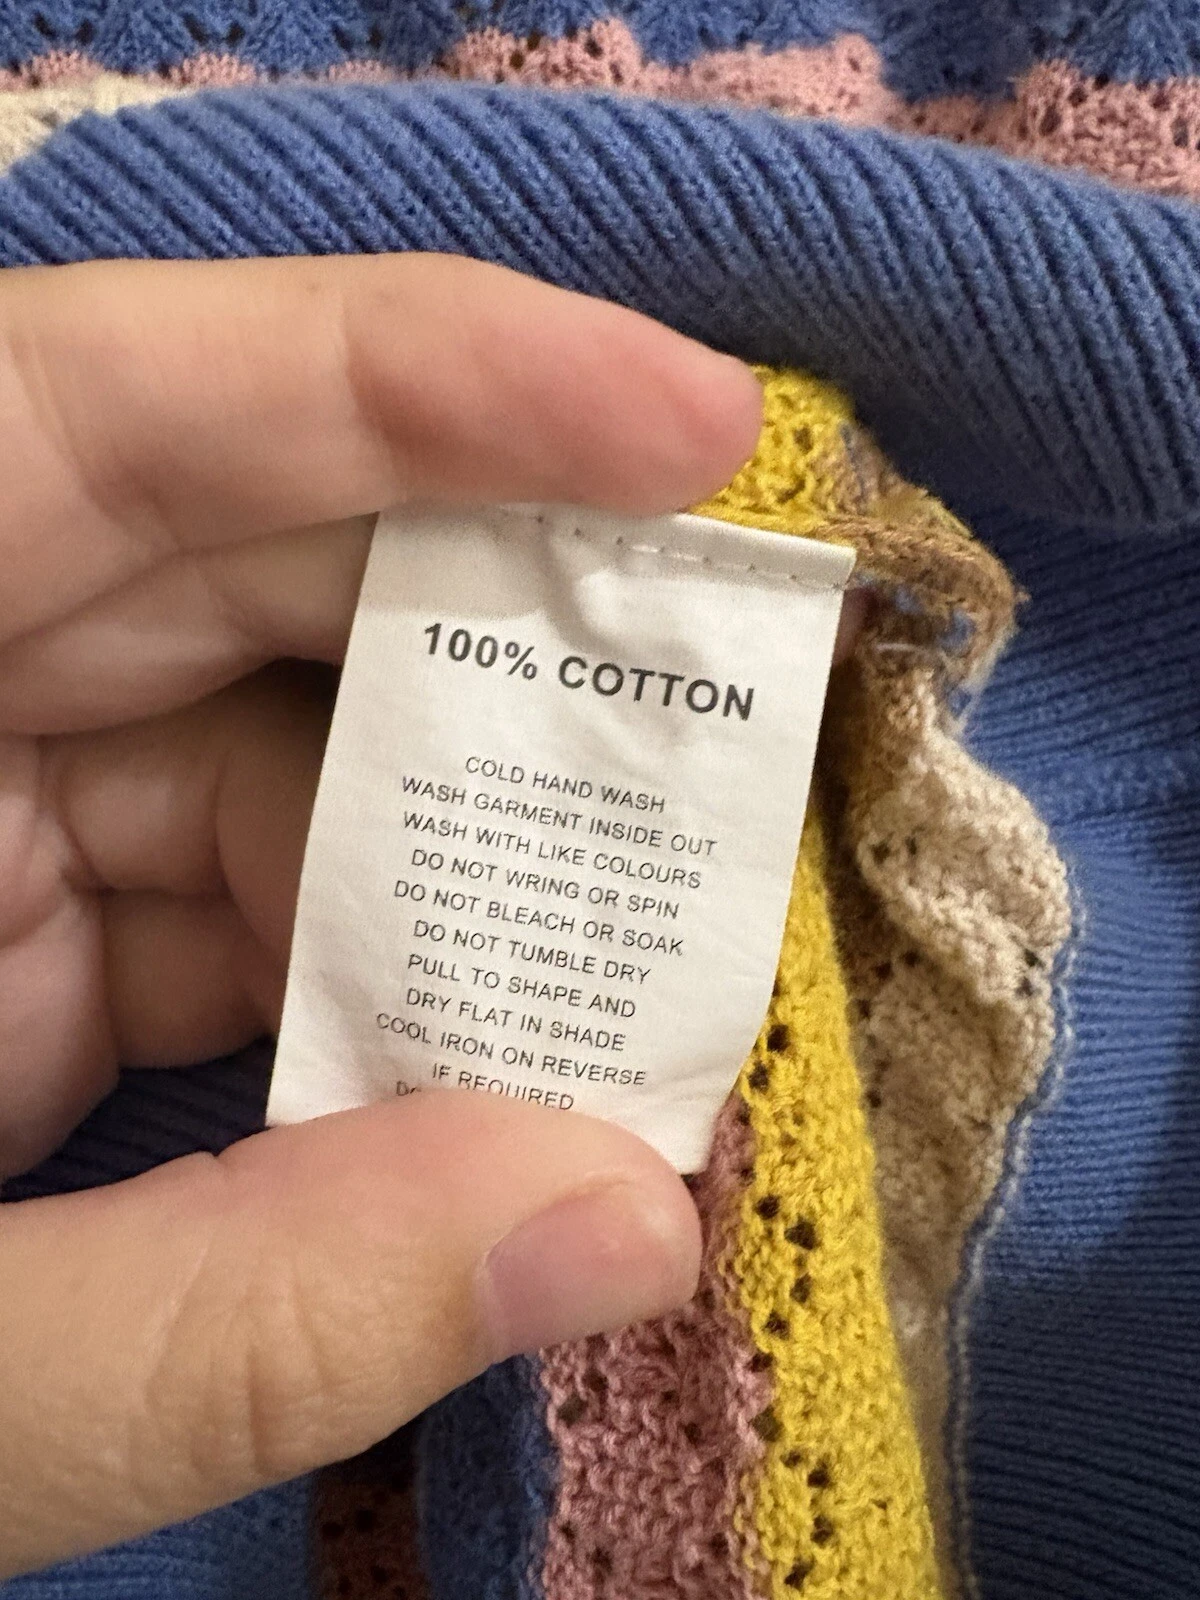 100% COTTON
COLD HAND WASH
WASH GARMENT INSIDE OUT
WASH WITH LIKE COLOURS
DO NOT WRING OR SPIN
DO NOT BLEACH OR SOAK
DO NOT TUMBLE DRY
PULL TO SHAPE AND
DRY FLAT IN SHADE
COOL IRON ON REVERSE
IF REQUIRED